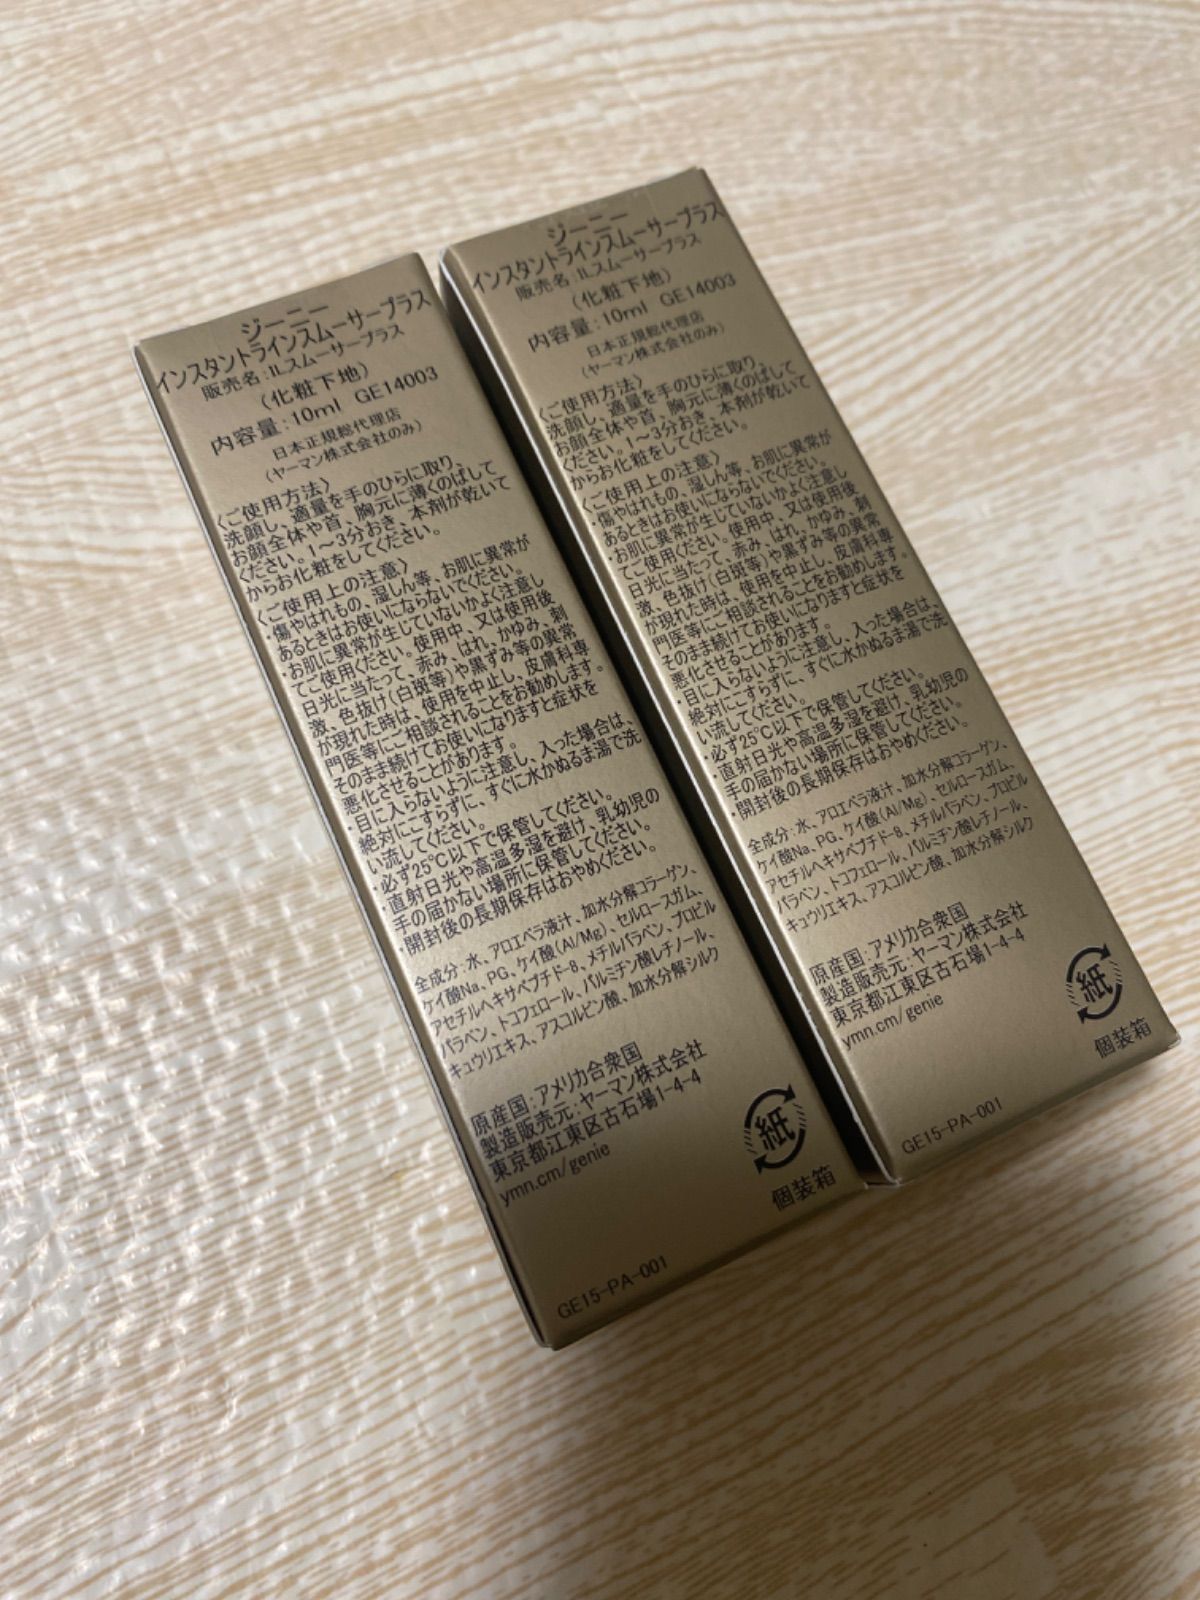 ジーニー
インスタントラインスムーサープラス
販売名:ILスムーサープラス
(化粧下地)
内容量:10ml GE14003
日本正規総代理店
(ヤーマン株式会社のみ)
〈ご使用方法〉
洗顔し、適量を手のひらに取り、
お顔全体や首、胸元に薄くのばして
ください。1〜3分おき、本剤が乾いて
からお化粧をしてください。
〈ご使用上の注意〉
・傷やはれもの、湿しん等、お肌に異常が
あるときはお使いにならないでください。
・お肌に異常が生じていないかよく注意し
てご使用ください。使用中、又は使用後
日光に当たって、赤み、はれ、かゆみ、刺
激、色抜け(白斑等)や黒ずみ等の異常
が現れた時は、使用を中止し、皮膚科専
門医等にご相談されることをお勧めします。
そのまま続けてお使いになりますと症状を
悪化させることがあります。
・目に入らないように注意し、入った場合は、
絶対にこすらずに、すぐに水かぬるま湯で洗
い流してください。
・必ず25℃以下で保管してください。
・直射日光や高温多湿を避け、乳幼児の
手の届かない場所に保管してください。
・開封後の長期保存はおやめください。
全成分:水、アロエベラ液汁、加水分解コラーゲン、
ケイ酸Na、PG、ケイ酸(Al/Mg)、セルロースガム、
アセチルヘキサペプチド-8、メチルパラベン、プロピル
パラベン、トコフェロール、パルミチン酸レチノール、
キュウリエキス、アスコルビン酸、加水分解シルク
原産国:アメリカ合衆国
製造販売元:ヤーマン株式会社
東京都江東区古石場1-4-4
ymn.cm/genie
紙
個装箱
GE15-PA-001
ジーニー
インスタントラインスムーサープラス
販売名:ILスムーサープラス
(化粧下地)
内容量:10ml GE14003
日本正規総代理店
(ヤーマン株式会社のみ)
〈ご使用方法〉
洗顔し、適量を手のひらに取り、
お顔全体や首、胸元に薄くのばして
ください。1〜3分おき、本剤が乾いて
からお化粧をしてください。
〈ご使用上の注意〉
・傷やはれもの、湿しん等、お肌に異常が
あるときはお使いにならないでください。
・お肌に異常が生じていないかよく注意し
てご使用ください。使用中、又は使用後
日光に当たって、赤み、はれ、かゆみ、刺
激、色抜け(白斑等)や黒ずみ等の異常
が現れた時は、使用を中止し、皮膚科専
門医等にご相談されることをお勧めします。
そのまま続けてお使いになりますと症状を
悪化させることがあります。
・目に入らないように注意し、入った場合は、
絶対にこすらずに、すぐに水かぬるま湯で洗
い流してください。
・必ず25℃以下で保管してください。
・直射日光や高温多湿を避け、乳幼児の
手の届かない場所に保管してください。
・開封後の長期保存はおやめください。
全成分:水、アロエベラ液汁、加水分解コラーゲン、
ケイ酸Na、PG、ケイ酸(Al/Mg)、セルロースガム、
アセチルヘキサペプチド-8、メチルパラベン、プロピル
パラベン、トコフェロール、パルミチン酸レチノール、
キュウリエキス、アスコルビン酸、加水分解シルク
原産国:アメリカ合衆国
製造販売元:ヤーマン株式会社
東京都江東区古石場1-4-4
ymn.cm/genie
紙
個装箱
GE15-PA-001